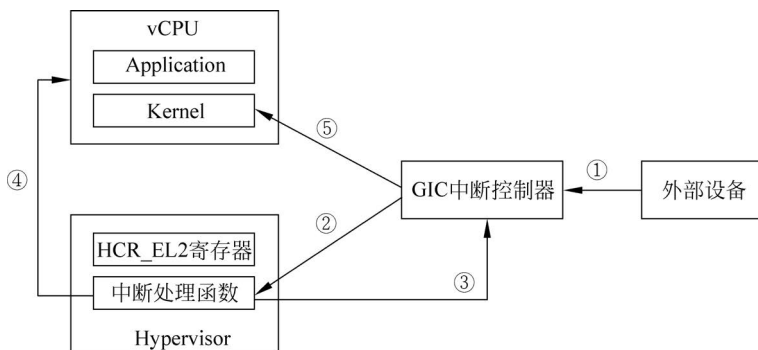 vCPU
Application
Kernel
⑤
①
④
GIC中断控制器
外部设备
②
HCR_EL2寄存器
③
中断处理函数
Hypervisor